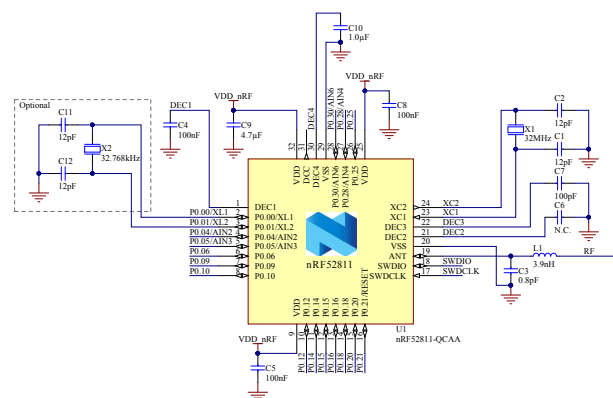 C10
1.0µF
Optional
C11
12pF
X2
32.768kHz
C12
12pF
DEC1
C4
100nF
VDD_nRF
C9
4.7µF
DEC4
P0.30/AIN6
P0.28/AIN4
P0.25
VDD_nRF
C8
100nF
C2
12pF
X1
32MHz
C1
12pF
C7
100pF
C6
N.C.
32
31
30
29
28
27
26
25
VDD
DCC
DEC4
VSS
P0.30/AIN6
P0.28/AIN4
P0.25
VDD
P0.00/XL1
P0.01/XL2
P0.04/AIN2
P0.05/AIN3
P0.06
P0.09
P0.10
1
DEC1
P0.00/XL1
P0.01/XL2
P0.04/AIN2
P0.05/AIN3
P0.06
P0.09
P0.10
nRF52811
XC2
XC1
DEC3
DEC2
VSS
ANT
SWDIO
SWDCLK
24
23
22
21
20
19
18
17
XC2
XC1
DEC3
DEC2
SWDIO
SWDCLK
L1
3.9nH
RF
C3
0.8pF
VDD
P0.12
P0.14
P0.15
P0.16
P0.18
P0.20
P0.21/RESET
9
10
P0.12
P0.14
P0.15
P0.16
P0.18
P0.20
P0.21
U1
nRF52811-QCAA
VDD_nRF
C5
100nF